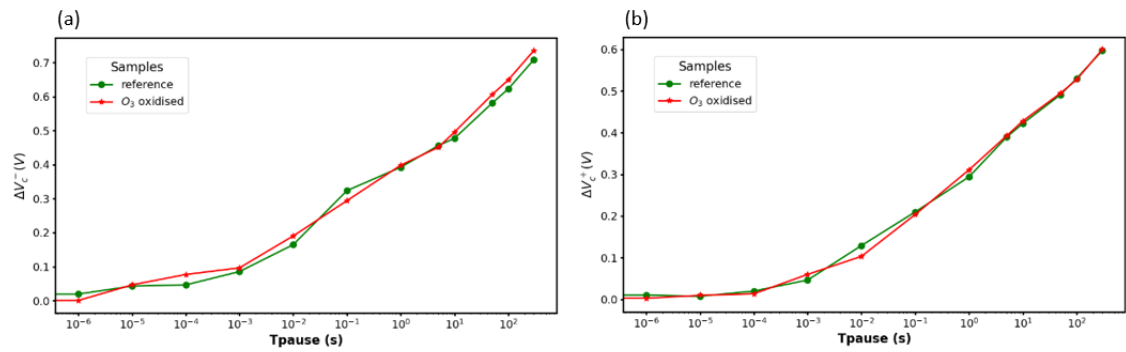 (a)
Samples
reference
O₃ oxidised
ΔV꜀⁻(V)
0.7
0.6
0.5
0.4
0.3
0.2
0.1
0.0
10⁻⁶ 10⁻⁵ 10⁻⁴ 10⁻³ 10⁻² 10⁻¹ 10⁰ 10¹ 10²
Tpause (s)
(b)
Samples
reference
O₃ oxidised
ΔV꜀⁺(V)
0.6
0.5
0.4
0.3
0.2
0.1
0.0
10⁻⁶ 10⁻⁵ 10⁻⁴ 10⁻³ 10⁻² 10⁻¹ 10⁰ 10¹ 10²
Tpause (s)